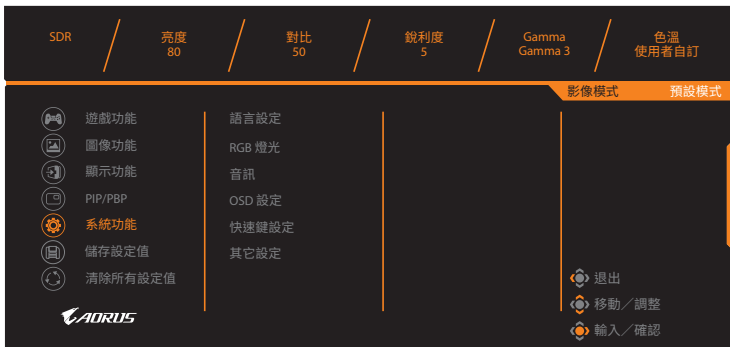 SDR
亮度
80
對比
50
銳利度
5
Gamma
Gamma 3
色溫
使用者自訂
影像模式 預設模式
遊戲功能
圖像功能
顯示功能
PIP/PBP
系統功能
儲存設定值
清除所有設定值
語言設定
RGB 燈光
音訊
OSD 設定
快速鍵設定
其它設定
退出
移動／調整
輸入／確認
AORUS